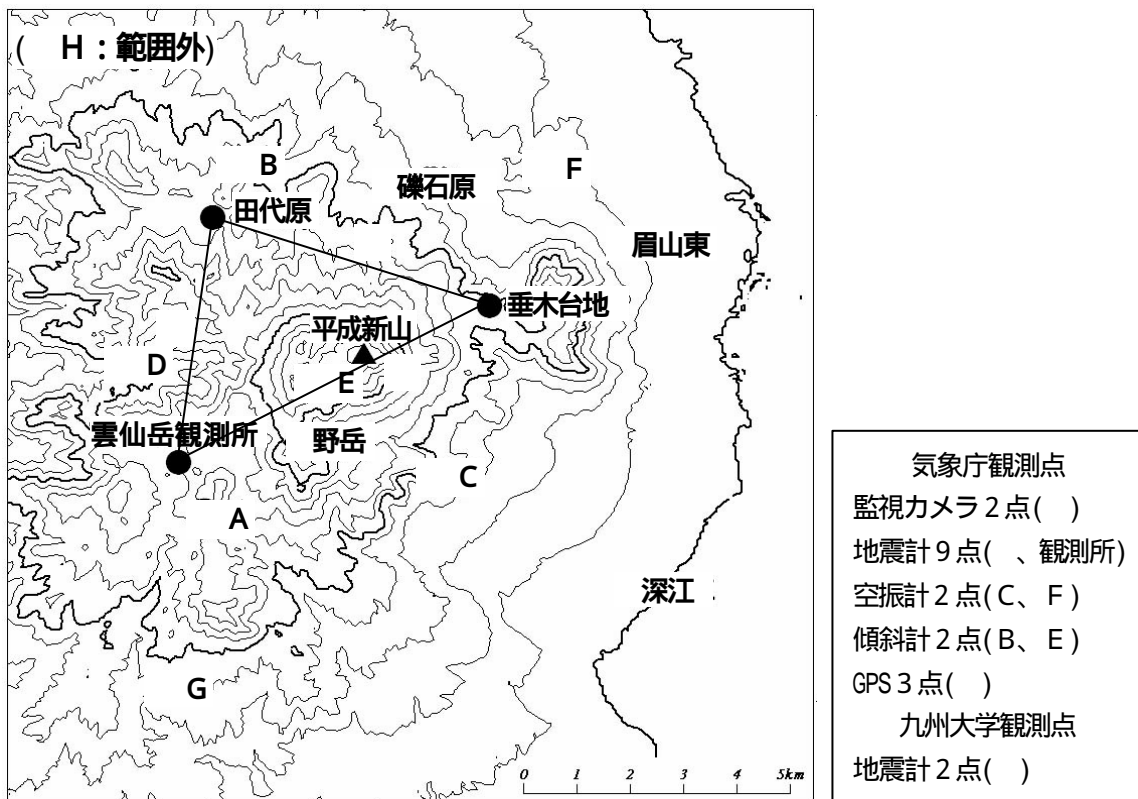 (　H：範囲外)
B
F
礫石原
田代原
眉山東
垂木台地
平成新山
D
E
雲仙岳観測所
野岳
C
A
深江
G
0 1 2 3 4 5km
気象庁観測点
監視カメラ２点(　)
地震計９点(　、観測所)
空振計２点(Ｃ、Ｆ)
傾斜計２点(Ｂ、Ｅ)
GPS３点(　)
九州大学観測点
地震計２点(　)